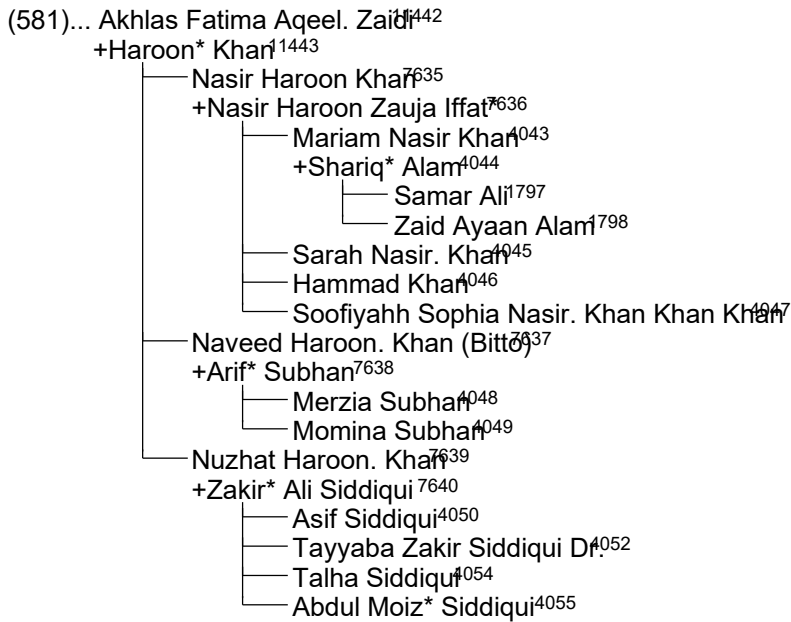 (581)... Akhlas Fatima Aqeel. Zaidi11442
+Haroon* Khan11443
Nasir Haroon Khan7635
+Nasir Haroon Zauja Iffat*7636
Mariam Nasir Khan4043
+Shariq* Alam4044
Samar Ali1797
Zaid Ayaan Alam1798
Sarah Nasir. Khan4045
Hammad Khan4046
Soofiyahh Sophia Nasir. Khan Khan Khan4047
Naveed Haroon. Khan (Bitto)7637
+Arif* Subhan7638
Merzia Subhan4048
Momina Subhan4049
Nuzhat Haroon. Khan7639
+Zakir* Ali Siddiqui7640
Asif Siddiqui4050
Tayyaba Zakir Siddiqui Dr.4052
Talha Siddiqui4054
Abdul Moiz* Siddiqui4055